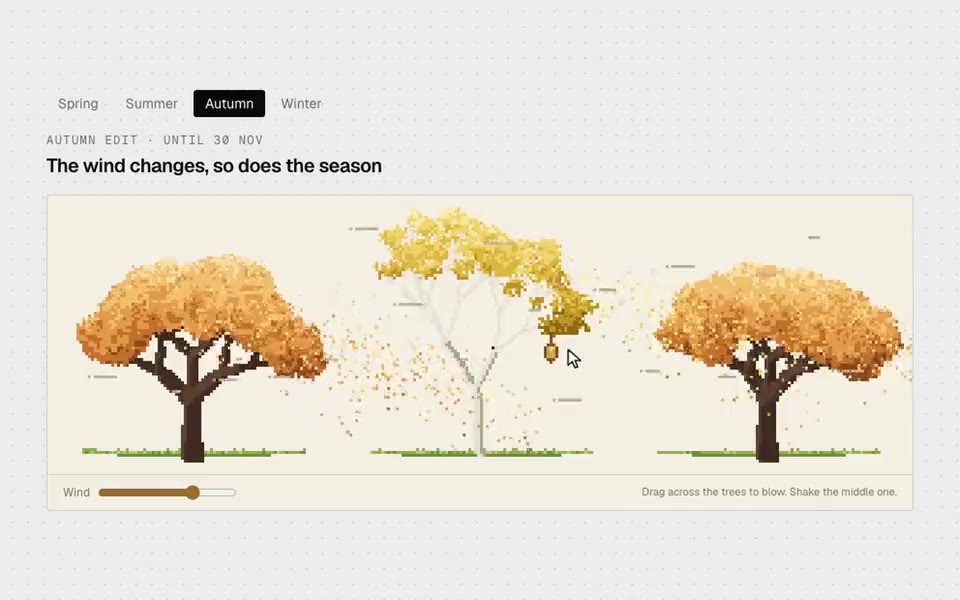 Spring Summer Autumn Winter
AUTUMN EDIT · UNTIL 30 NOV
The wind changes, so does the season
Wind
Drag across the trees to blow. Shake the middle one.